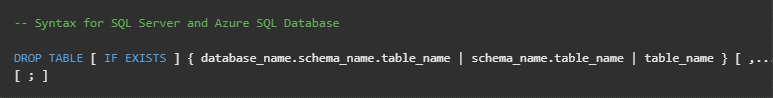 -- Syntax for SQL Server and Azure SQL Database
DROP TABLE [ IF EXISTS ] { database_name.schema_name.table_name | schema_name.table_name | table_name } [ ,...
[ ; ]